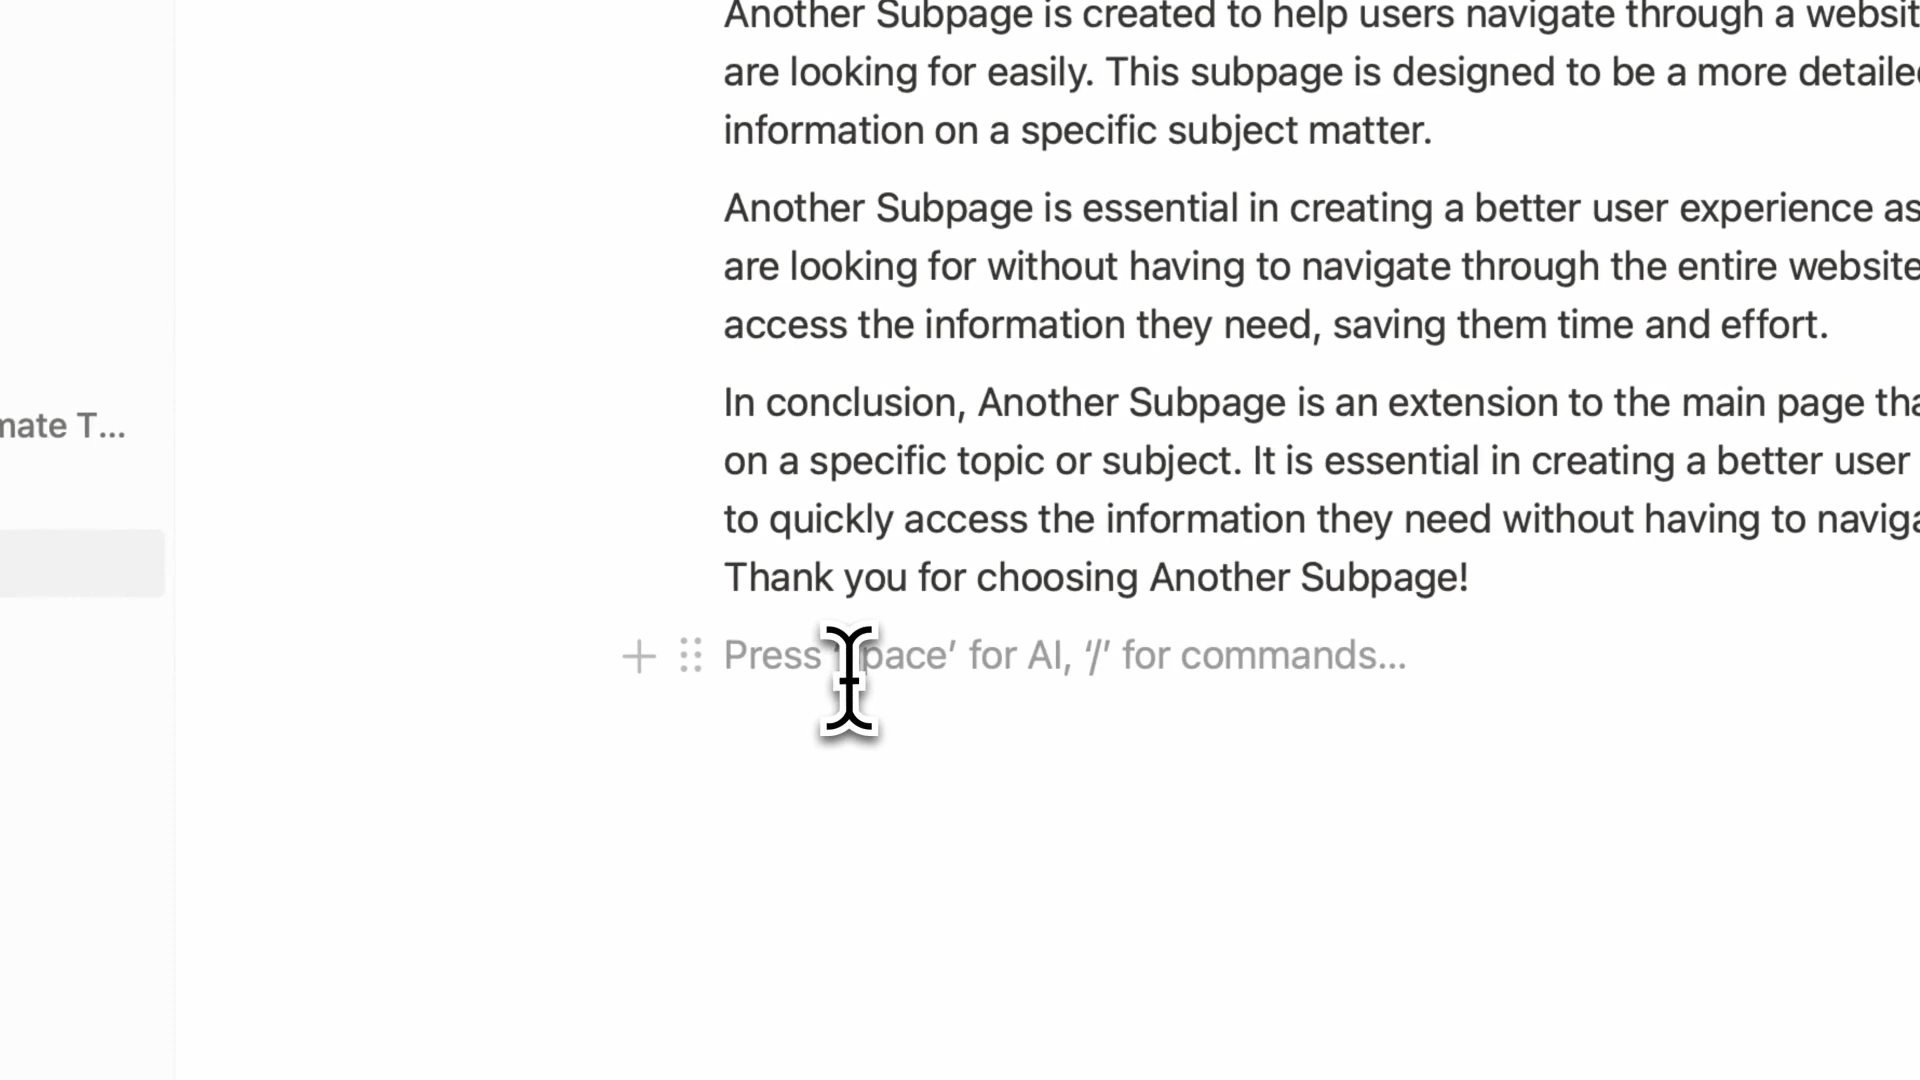 Another Subpage is created to help users navigate through a websit
are looking for easily. This subpage is designed to be a more detailed
information on a specific subject matter.
Another Subpage is essential in creating a better user experience as
are looking for without having to navigate through the entire website
access the information they need, saving them time and effort.
In conclusion, Another Subpage is an extension to the main page tha
on a specific topic or subject. It is essential in creating a better user
to quickly access the information they need without having to naviga
Thank you for choosing Another Subpage!
Press ‘space’ for AI, ‘/’ for commands…
mate T...